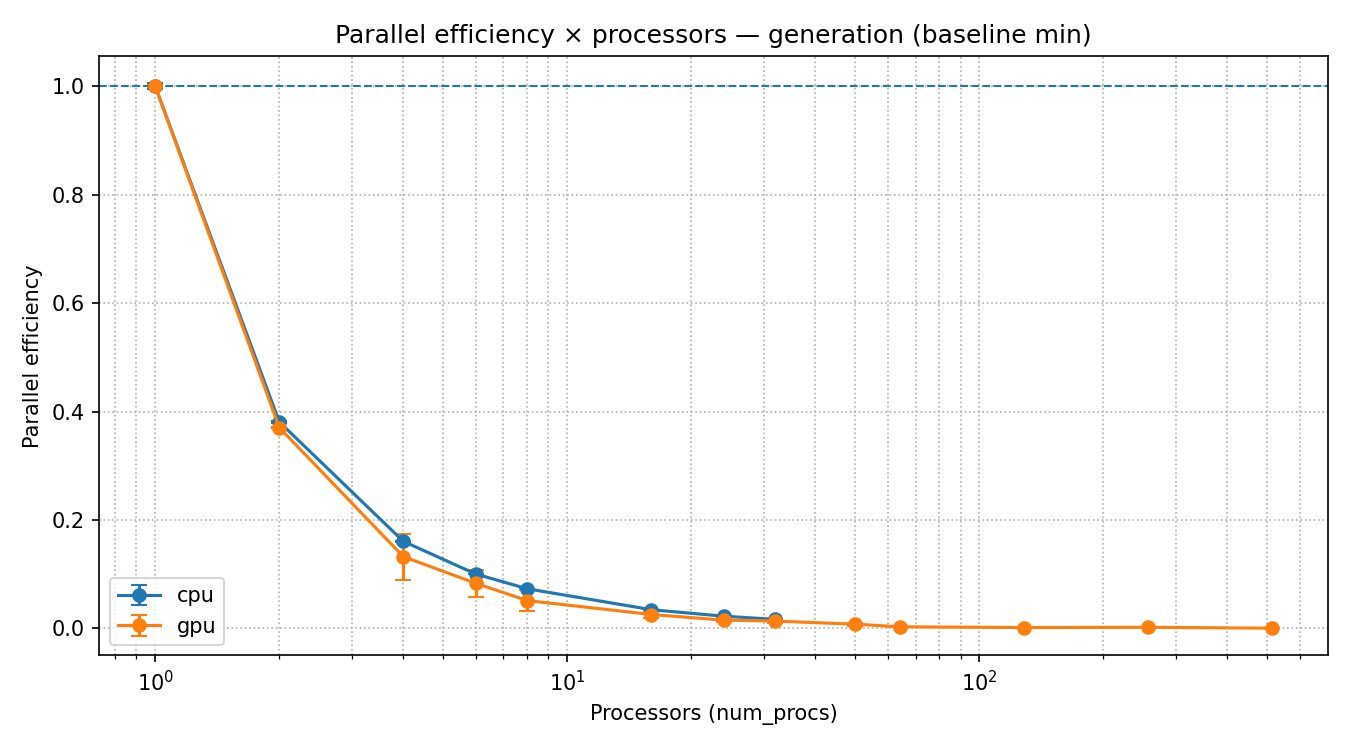 Parallel efficiency × processors — generation (baseline min)
Parallel efficiency
1.0
0.8
0.6
0.4
0.2
0.0
cpu
gpu
10⁰
10¹
10²
Processors (num_procs)